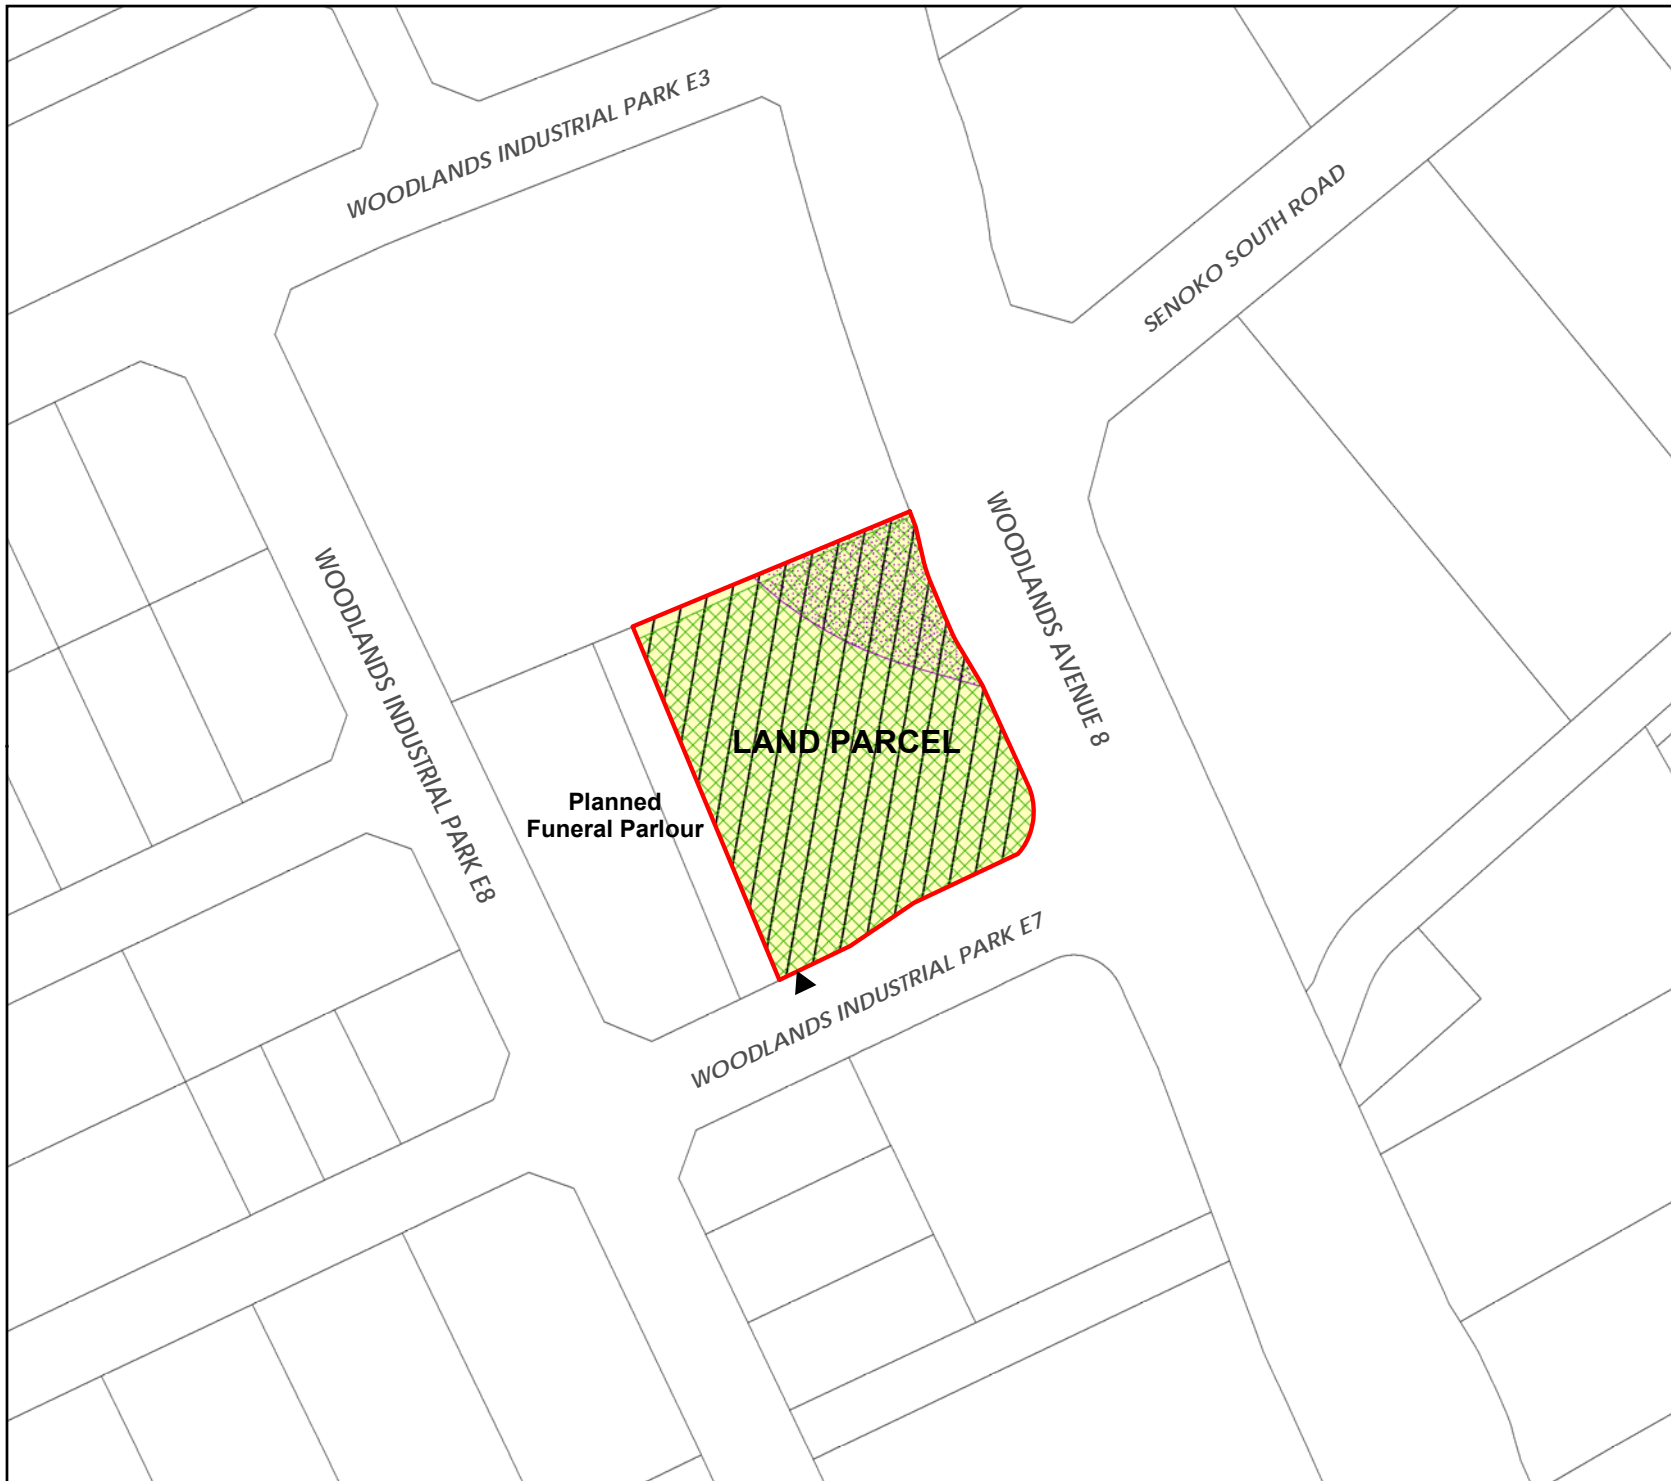 WOODLANDS INDUSTRIAL PARK E3
SENOKO SOUTH ROAD
WOODLANDS AVENUE 8
WOODLANDS INDUSTRIAL PARK E8
LAND PARCEL
Planned
Funeral Parlour
WOODLANDS INDUSTRIAL PARK E7